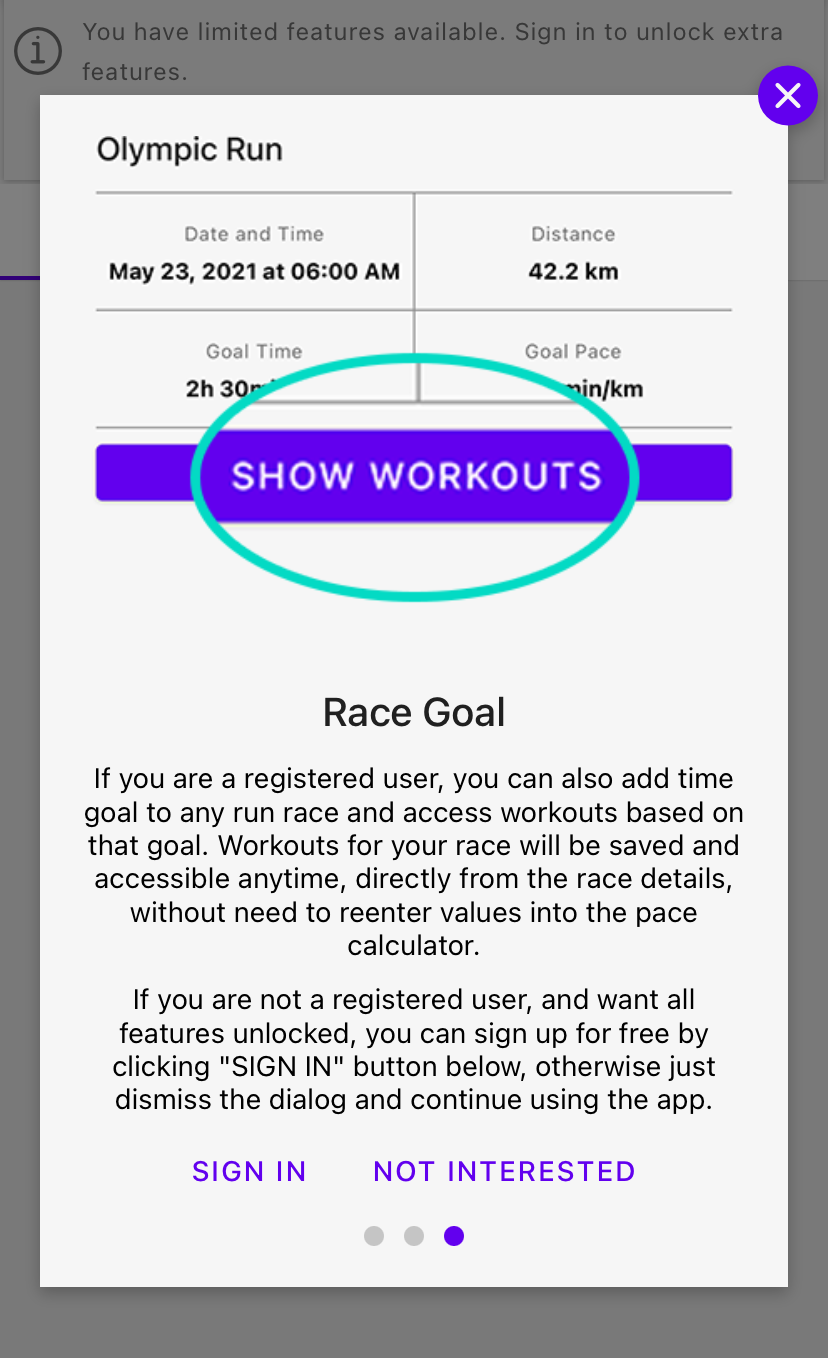 You have limited features available. Sign in to unlock extra
features.
Olympic Run
Date and Time
Distance
May 23, 2021 at 06:00 AM
42.2 km
Goal Time
Goal Pace
2h 30
min/km
SHOW WORKOUTS
Race Goal
If you are a registered user, you can also add time
goal to any run race and access workouts based on
that goal. Workouts for your race will be saved and
accessible anytime, directly from the race details,
without need to reenter values into the pace
calculator.
If you are not a registered user, and want all
features unlocked, you can sign up for free by
clicking "SIGN IN" button below, otherwise just
dismiss the dialog and continue using the app.
SIGN IN
NOT INTERESTED